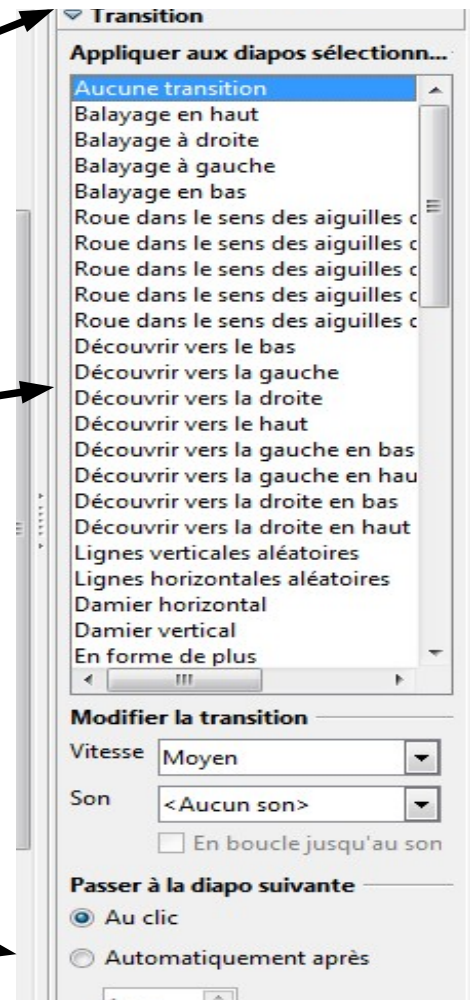 Transition
Appliquer aux diapos sélectionn...
Aucune transition
Balayage en haut
Balayage à droite
Balayage à gauche
Balayage en bas
Roue dans le sens des aiguilles
Roue dans le sens des aiguilles
Roue dans le sens des aiguilles
Roue dans le sens des aiguilles
Roue dans le sens des aiguilles
Découvrir vers le bas
Découvrir vers la gauche
Découvrir vers la droite
Découvrir vers le haut
Découvrir vers la gauche en bas
Découvrir vers la gauche en hau
Découvrir vers la droite en bas
Découvrir vers la droite en haut
Lignes verticales aléatoires
Lignes horizontales aléatoires
Damier horizontal
Damier vertical
En forme de plus
Modifier la transition
Vitesse Moyen
Son <Aucun son>
En boucle jusqu'au son
Passer à la diapo suivante
Au clic
Automatiquement après